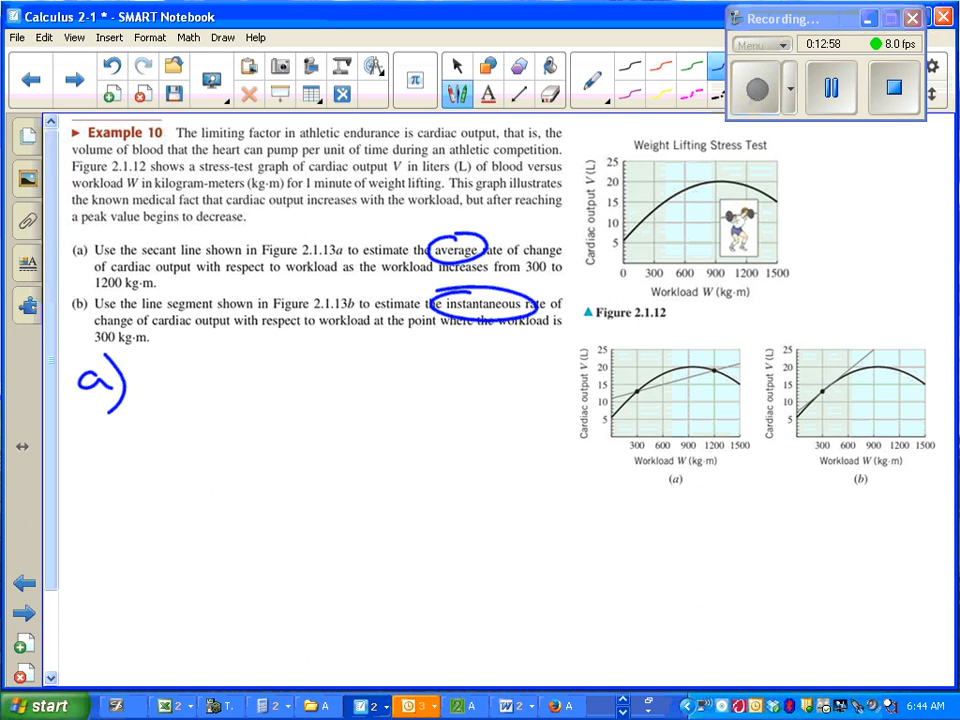 Calculus 2-1 * - SMART Notebook
Recording...
File Edit View Insert Format Math Draw Help
Menu
0:12:58
8.0 fps
π
A
► Example 10 The limiting factor in athletic endurance is cardiac output, that is, the
volume of blood that the heart can pump per unit of time during an athletic competition.
Figure 2.1.12 shows a stress-test graph of cardiac output V in liters (L) of blood versus
workload W in kilogram-meters (kg·m) for 1 minute of weight lifting. This graph illustrates
the known medical fact that cardiac output increases with the workload, but after reaching
a peak value begins to decrease.
(a) Use the secant line shown in Figure 2.1.13a to estimate the average rate of change
of cardiac output with respect to workload as the workload increases from 300 to
1200 kg·m.
(b) Use the line segment shown in Figure 2.1.13b to estimate the instantaneous rate of
change of cardiac output with respect to workload at the point where the workload is
300 kg·m.
a)
Weight Lifting Stress Test
Cardiac output V (L)
25
20
15
10
5
0 300 600 900 1200 1500
Workload W (kg·m)
▲ Figure 2.1.12
Cardiac output V (L)
25
20
15
10
5
300 600 900 1200 1500
Workload W (kg·m)
(a)
Cardiac output V (L)
25
20
15
10
5
300 600 900 1200 1500
Workload W (kg·m)
(b)
start
2
T.
2
A
2
3
A
2
A
6:44 AM